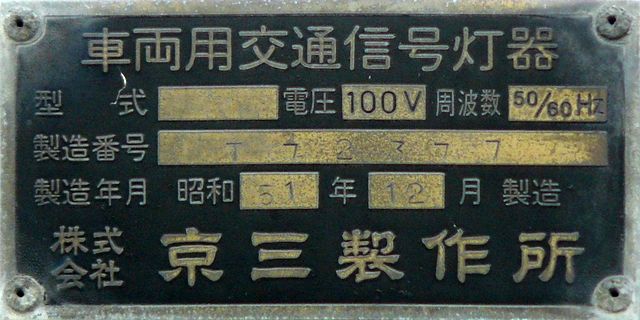 車両用交通信号灯器
型式 電圧 100V 周波数 50/60Hz
製造番号 T72377
製造年月 昭和 51 年 12 月 製造
株式会社 京三製作所